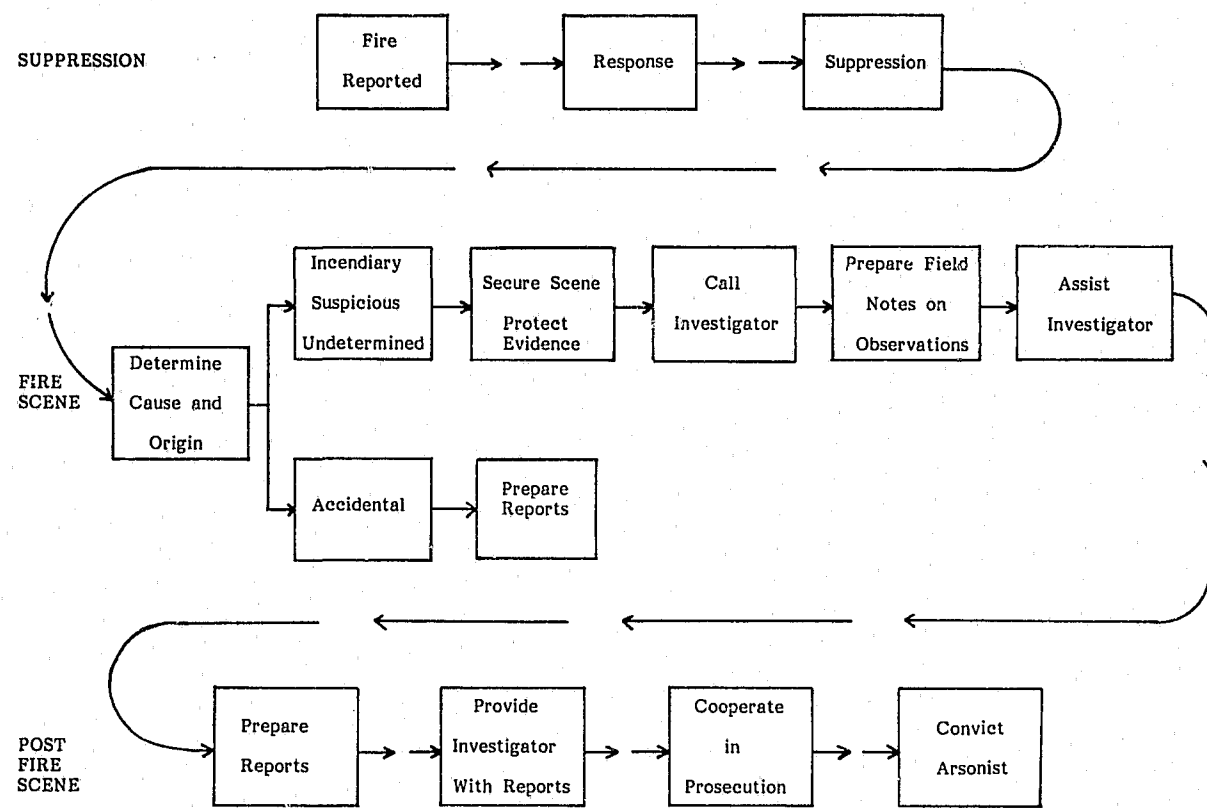 SUPPRESSION
Fire
Reported
Response
Suppression
FIRE
SCENE
Determine
Cause and
Origin
Incendiary
Suspicious
Undetermined
Secure Scene
Protect
Evidence
Call
Investigator
Prepare Field
Notes on
Observations
Assist
Investigator
Accidental
Prepare
Reports
POST
FIRE
SCENE
Prepare
Reports
Provide
Investigator
With Reports
Cooperate
in
Prosecution
Convict
Arsonist